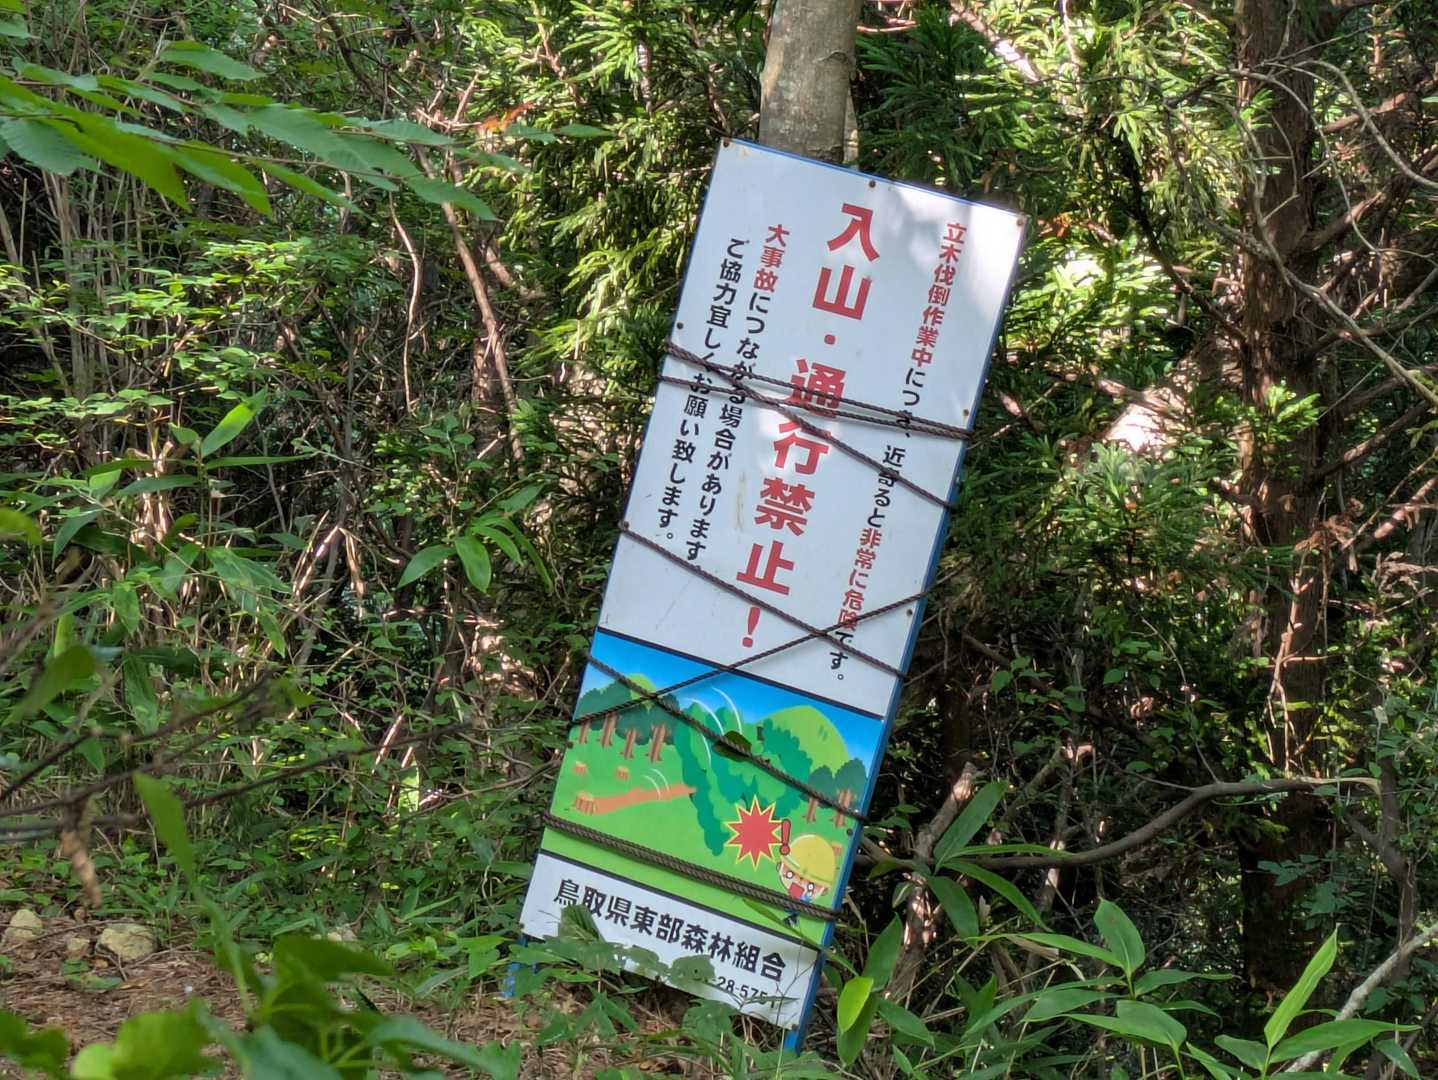 立木伐倒作業中につき、近寄ると非常に危険です。
入山・通行禁止！
大事故につながる場合があります。
ご協力宜しくお願い致します。
鳥取県東部森林組合
28-575